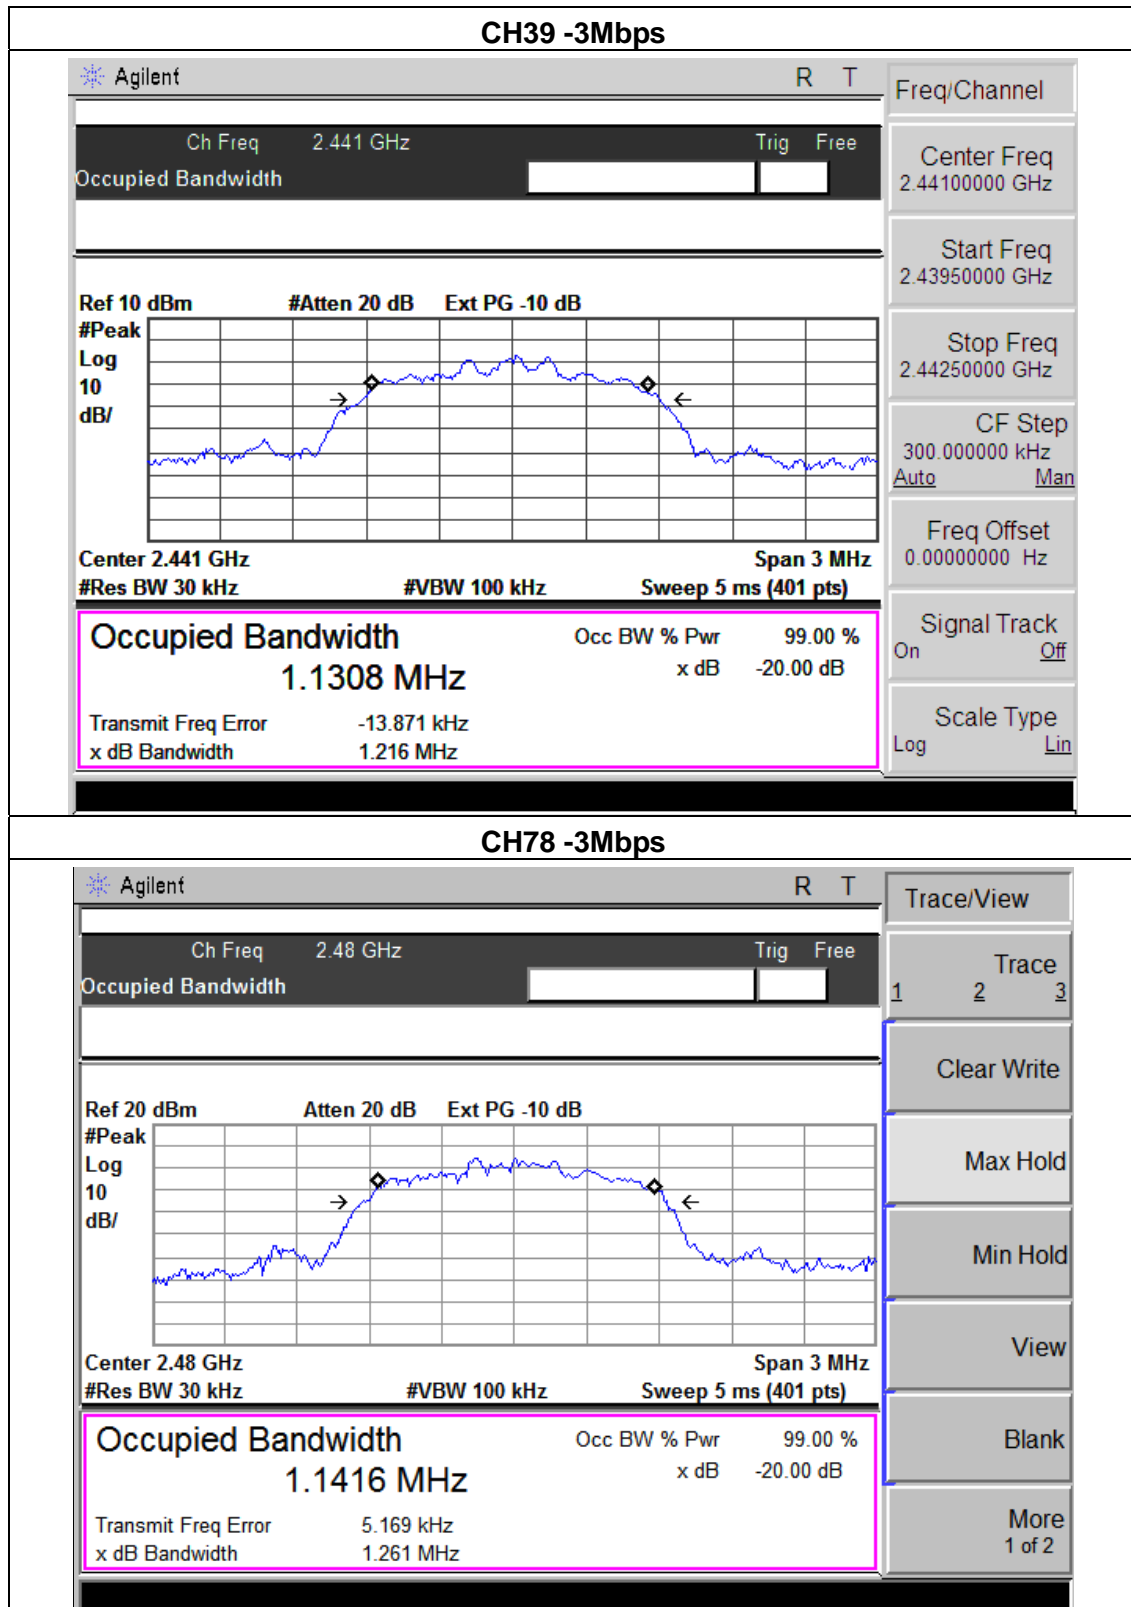 CH39 -3Mbps
Agilent R T
Freq/Channel
Ch Freq 2.441 GHz Trig Free
Occupied Bandwidth
Center Freq
2.44100000 GHz
Start Freq
2.43950000 GHz
Stop Freq
2.44250000 GHz
CF Step
300.000000 kHz
Auto Man
Freq Offset
0.00000000 Hz
Signal Track
On Off
Scale Type
Log Lin
Ref 10 dBm #Atten 20 dB Ext PG -10 dB
#Peak
Log
10
dB/
Center 2.441 GHz Span 3 MHz
#Res BW 30 kHz #VBW 100 kHz Sweep 5 ms (401 pts)
Occupied Bandwidth Occ BW % Pwr 99.00 %
1.1308 MHz x dB -20.00 dB
Transmit Freq Error -13.871 kHz
x dB Bandwidth 1.216 MHz
CH78 -3Mbps
Agilent R T
Trace/View
Ch Freq 2.48 GHz Trig Free
Occupied Bandwidth
Trace
1 2 3
Clear Write
Max Hold
Min Hold
View
Blank
More
1 of 2
Ref 20 dBm Atten 20 dB Ext PG -10 dB
#Peak
Log
10
dB/
Center 2.48 GHz Span 3 MHz
#Res BW 30 kHz #VBW 100 kHz Sweep 5 ms (401 pts)
Occupied Bandwidth Occ BW % Pwr 99.00 %
1.1416 MHz x dB -20.00 dB
Transmit Freq Error 5.169 kHz
x dB Bandwidth 1.261 MHz